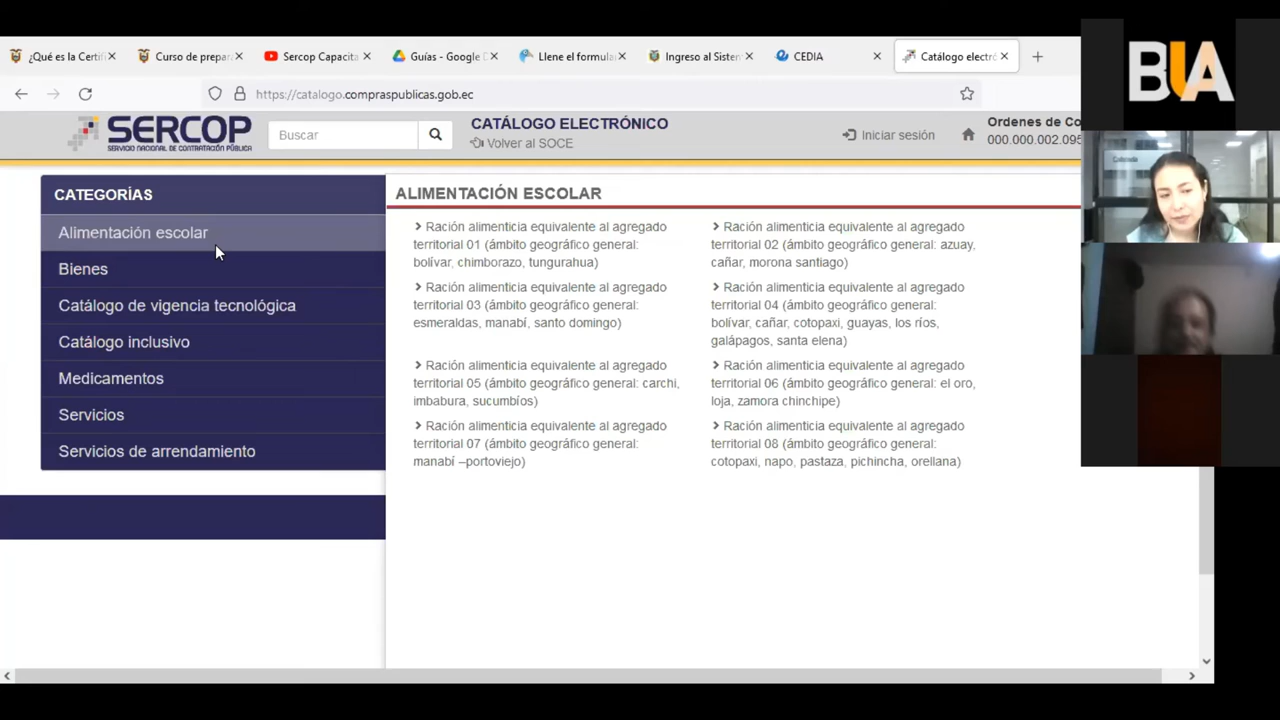 ¿Qué es la Certifi
Curso de prepar
Sercop Capacita
Guías - Google D
Llene el formula
Ingreso al Sisten
CEDIA
Catálogo electró
https://catalogo.compraspublicas.gob.ec
SERCOP
SERVICIO NACIONAL DE CONTRATACIÓN PÚBLICA
Buscar
CATÁLOGO ELECTRÓNICO
Volver al SOCE
Iniciar sesión
Ordenes de Co
000.000.002.095
BUA
CATEGORÍAS
Alimentación escolar
Bienes
Catálogo de vigencia tecnológica
Catálogo inclusivo
Medicamentos
Servicios
Servicios de arrendamiento
ALIMENTACIÓN ESCOLAR
Ración alimenticia equivalente al agregado
territorial 01 (ámbito geográfico general:
bolívar, chimborazo, tungurahua)
Ración alimenticia equivalente al agregado
territorial 02 (ámbito geográfico general: azuay,
cañar, morona santiago)
Ración alimenticia equivalente al agregado
territorial 03 (ámbito geográfico general:
esmeraldas, manabí, santo domingo)
Ración alimenticia equivalente al agregado
territorial 04 (ámbito geográfico general:
bolívar, cañar, cotopaxi, guayas, los ríos,
galápagos, santa elena)
Ración alimenticia equivalente al agregado
territorial 05 (ámbito geográfico general: carchi,
imbabura, sucumbíos)
Ración alimenticia equivalente al agregado
territorial 06 (ámbito geográfico general: el oro,
loja, zamora chinchipe)
Ración alimenticia equivalente al agregado
territorial 07 (ámbito geográfico general:
manabí –portoviejo)
Ración alimenticia equivalente al agregado
territorial 08 (ámbito geográfico general:
cotopaxi, napo, pastaza, pichincha, orellana)